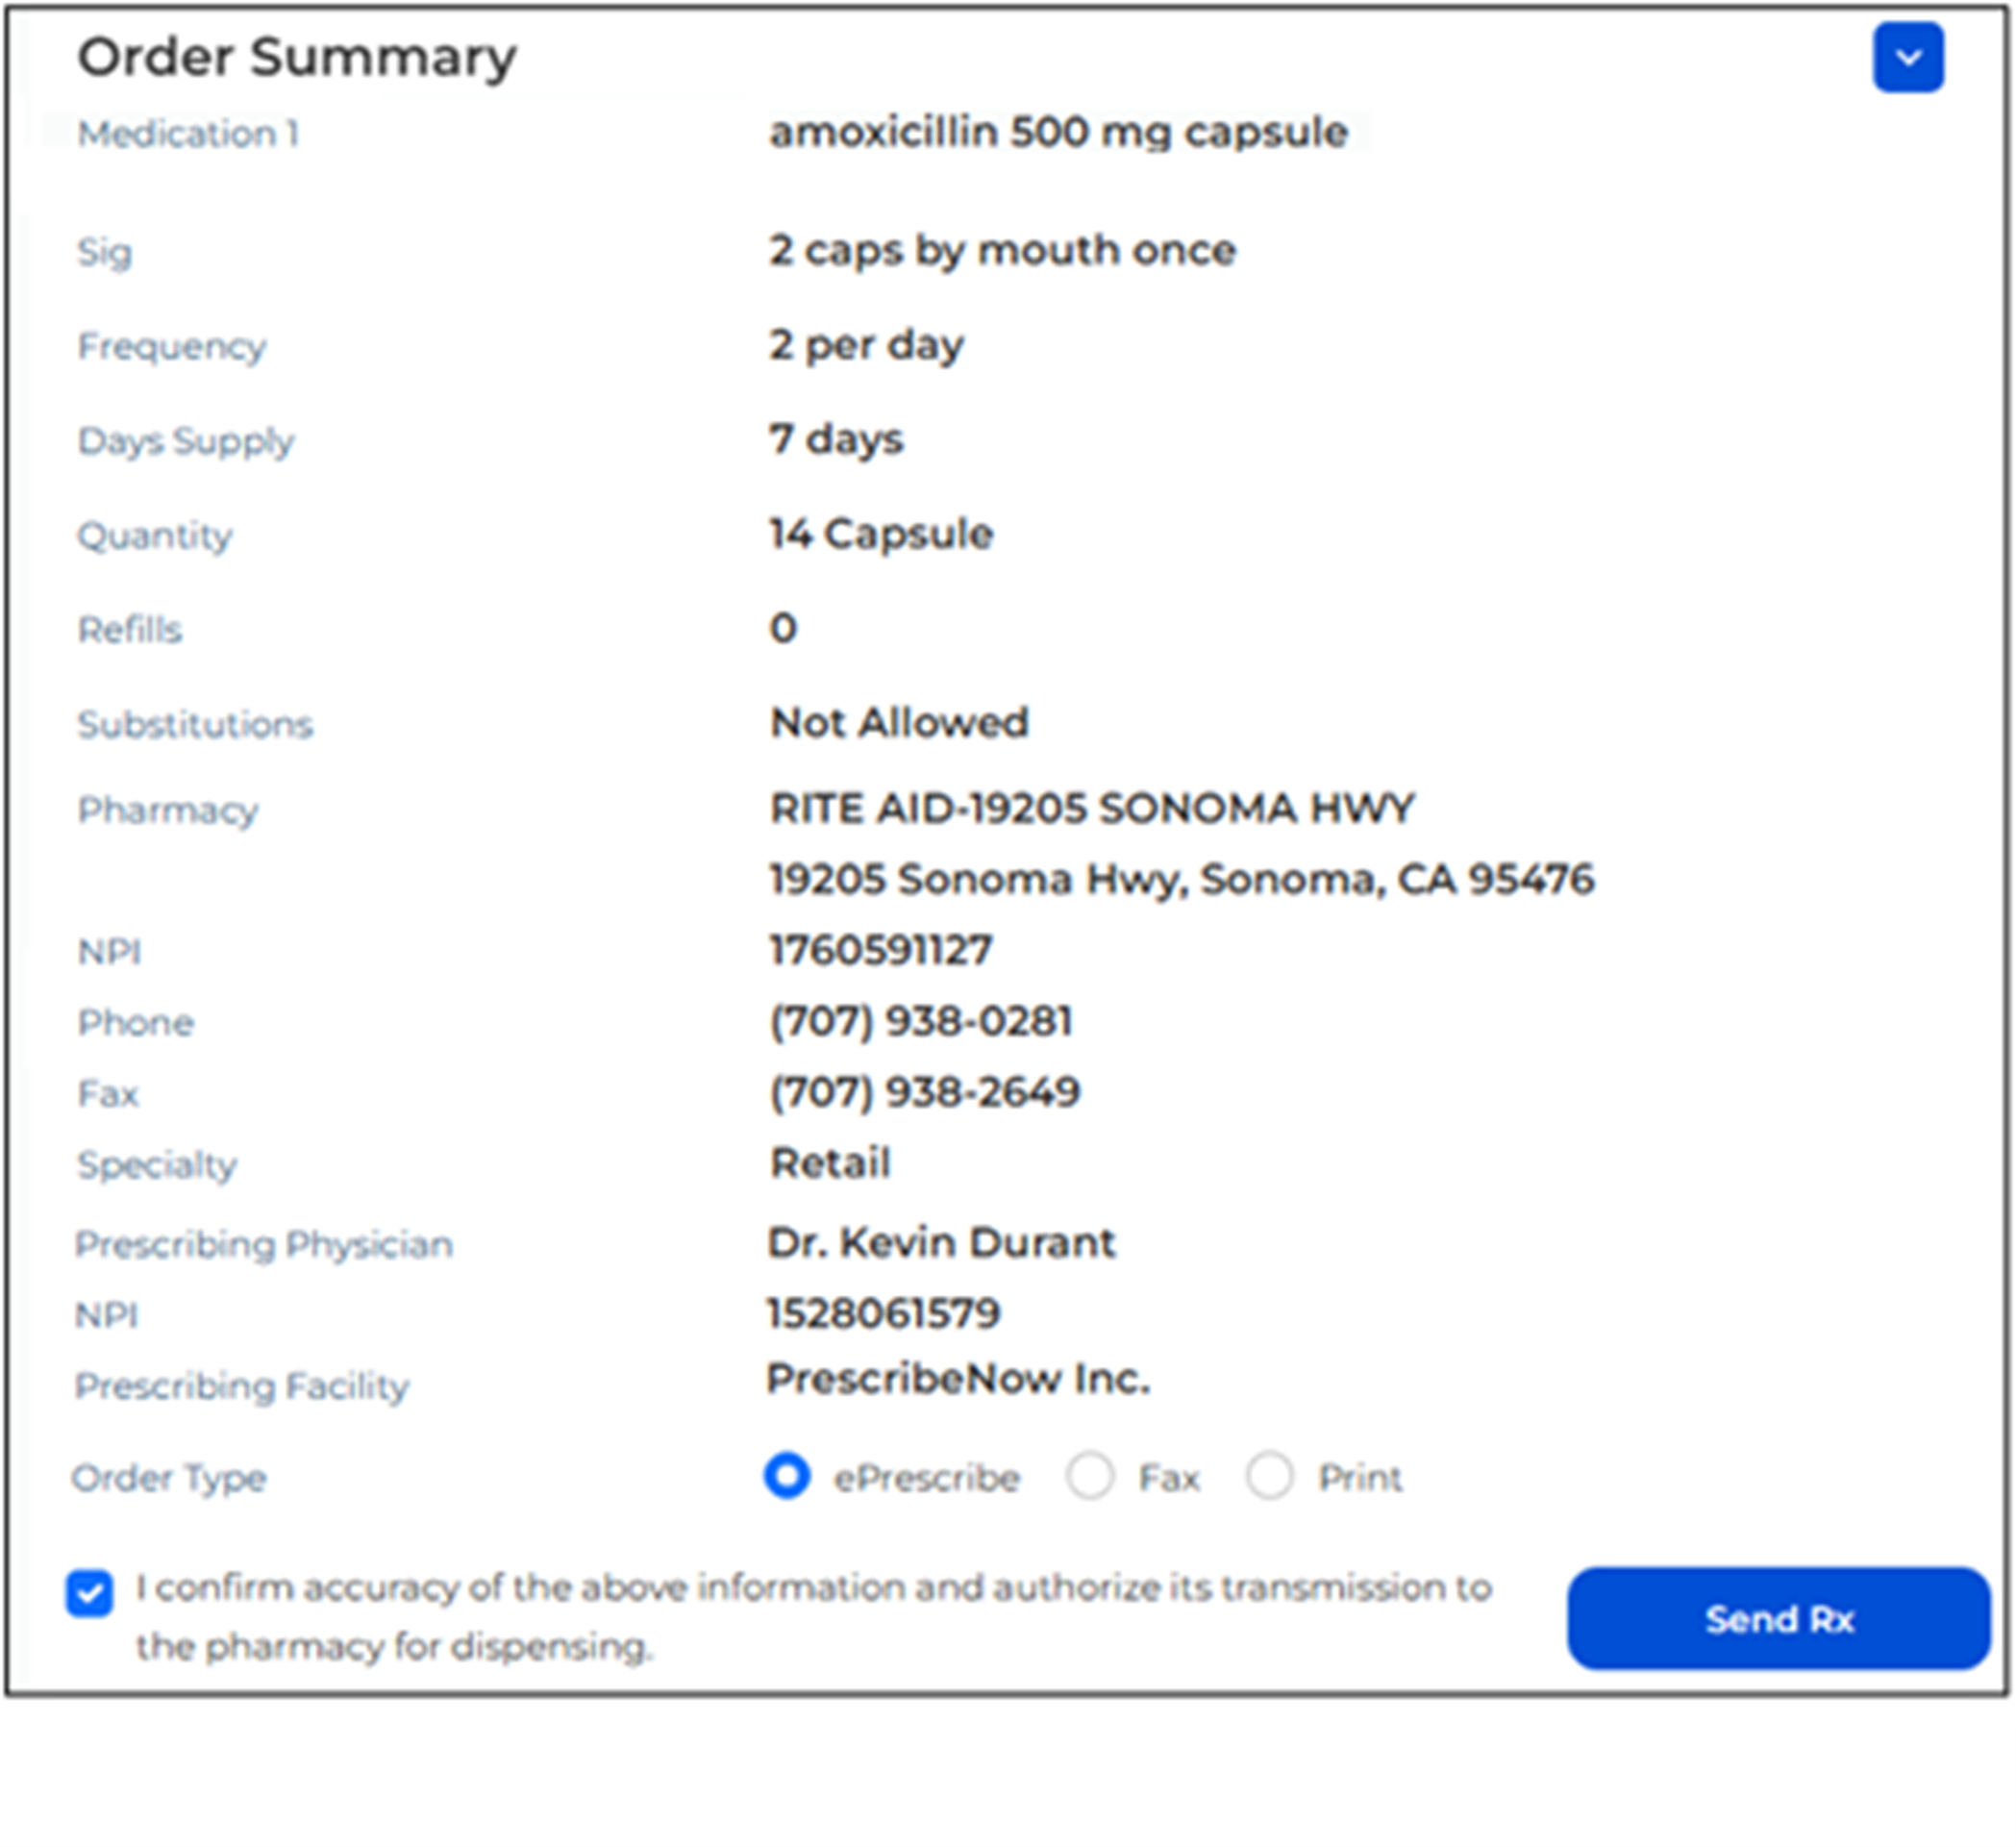 Order Summary
Medication 1 amoxicillin 500 mg capsule
Sig 2 caps by mouth once
Frequency 2 per day
Days Supply 7 days
Quantity 14 Capsule
Refills 0
Substitutions Not Allowed
Pharmacy RITE AID-19205 SONOMA HWY
19205 Sonoma Hwy, Sonoma, CA 95476
NPI 1760591127
Phone (707) 938-0281
Fax (707) 938-2649
Specialty Retail
Prescribing Physician Dr. Kevin Durant
NPI 1528061579
Prescribing Facility PrescribeNow Inc.
Order Type ePrescribe Fax Print
I confirm accuracy of the above information and authorize its transmission to
the pharmacy for dispensing.
Send Rx